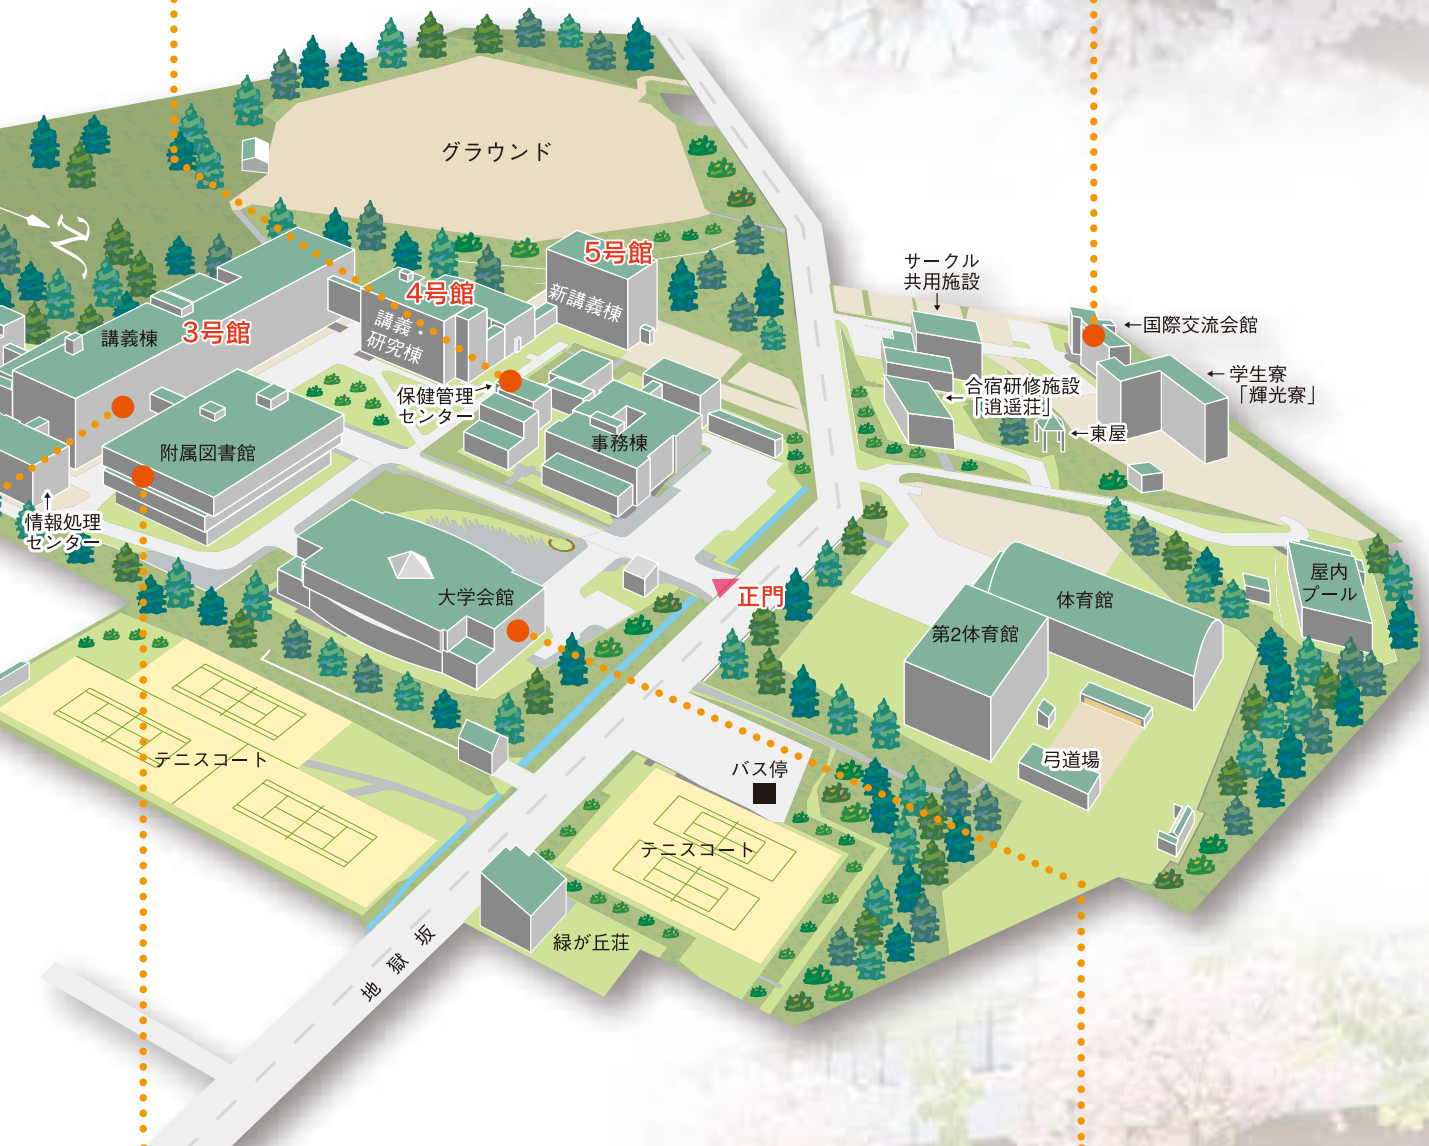 グラウンド
5号館
新講義棟
4号館
講義・
研究棟
3号館
講義棟
サークル
共用施設
←国際交流会館
←学生寮
「輝光寮」
←合宿研修施設
「逍遥荘」
←東屋
保健管理
センター
事務棟
附属図書館
情報処理
センター
大学会館
正門
屋内
プール
体育館
第2体育館
弓道場
バス停
テニスコート
テニスコート
緑が丘荘
地獄坂
N